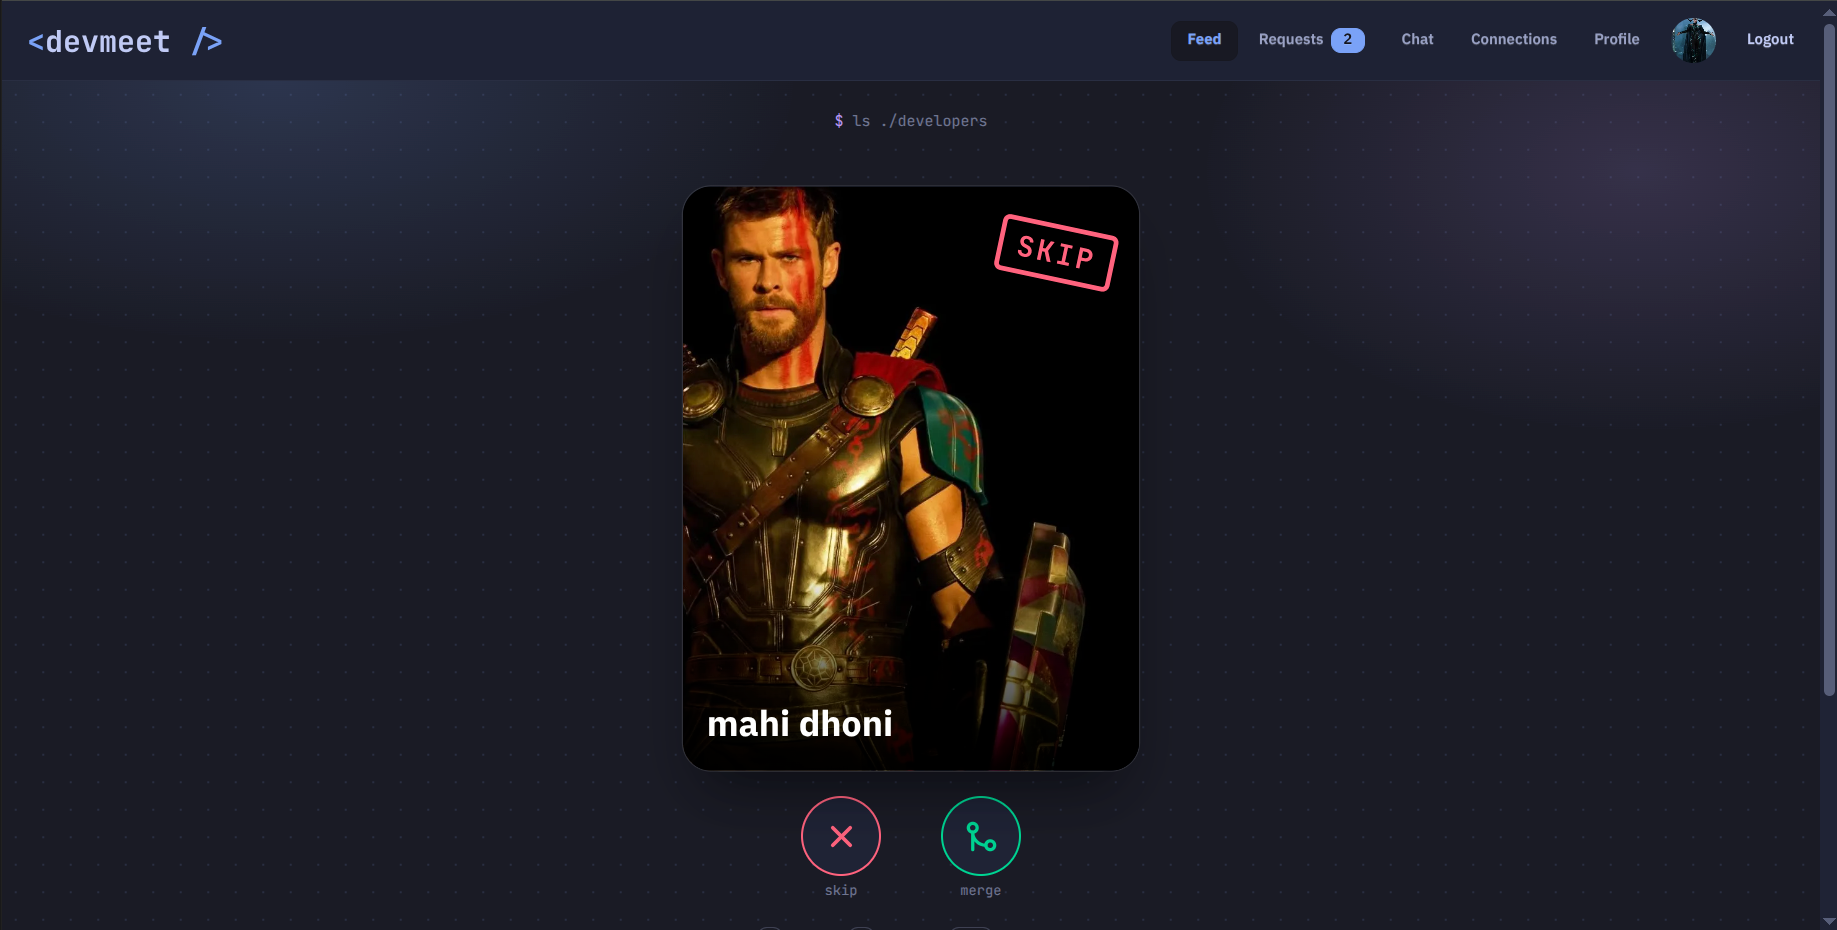 <devmeet />
Feed
Requests 2
Chat
Connections
Profile
Logout
$ ls ./developers
SKIP
mahi dhoni
skip
merge